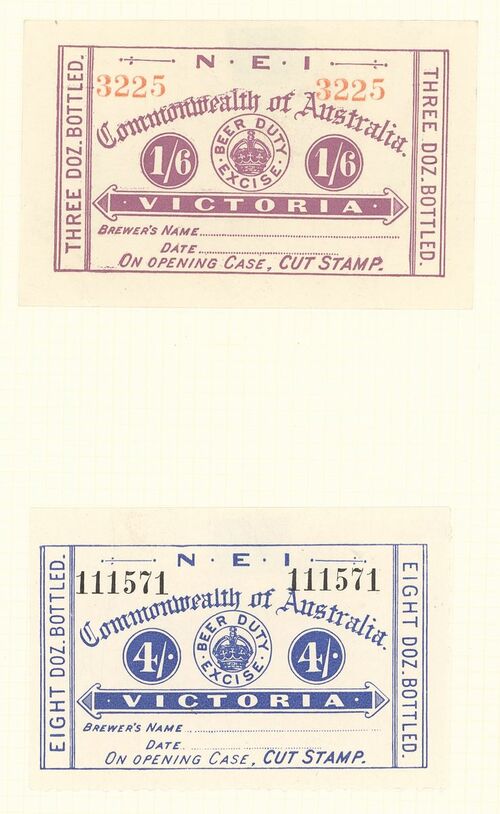 N·E·I
3225 3225
Commonwealth of Australia.
THREE DOZ. BOTTLED.
THREE DOZ. BOTTLED.
1/6 BEER DUTY EXCISE 1/6
·VICTORIA·
BREWER'S NAME
DATE
ON OPENING CASE, CUT STAMP.
N·E·I
111571 111571
Commonwealth of Australia.
EIGHT DOZ. BOTTLED.
EIGHT DOZ. BOTTLED.
4/· BEER DUTY EXCISE 4/·
·VICTORIA·
BREWER'S NAME
DATE
ON OPENING CASE, CUT STAMP.